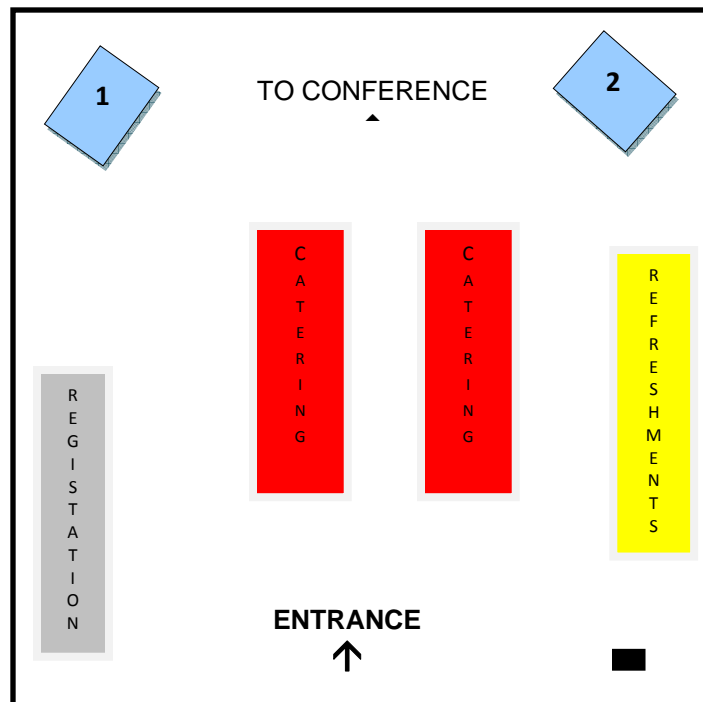 1
TO CONFERENCE
2
CATERING
CATERING
REFRESHMENTS
REGISTATION
ENTRANCE